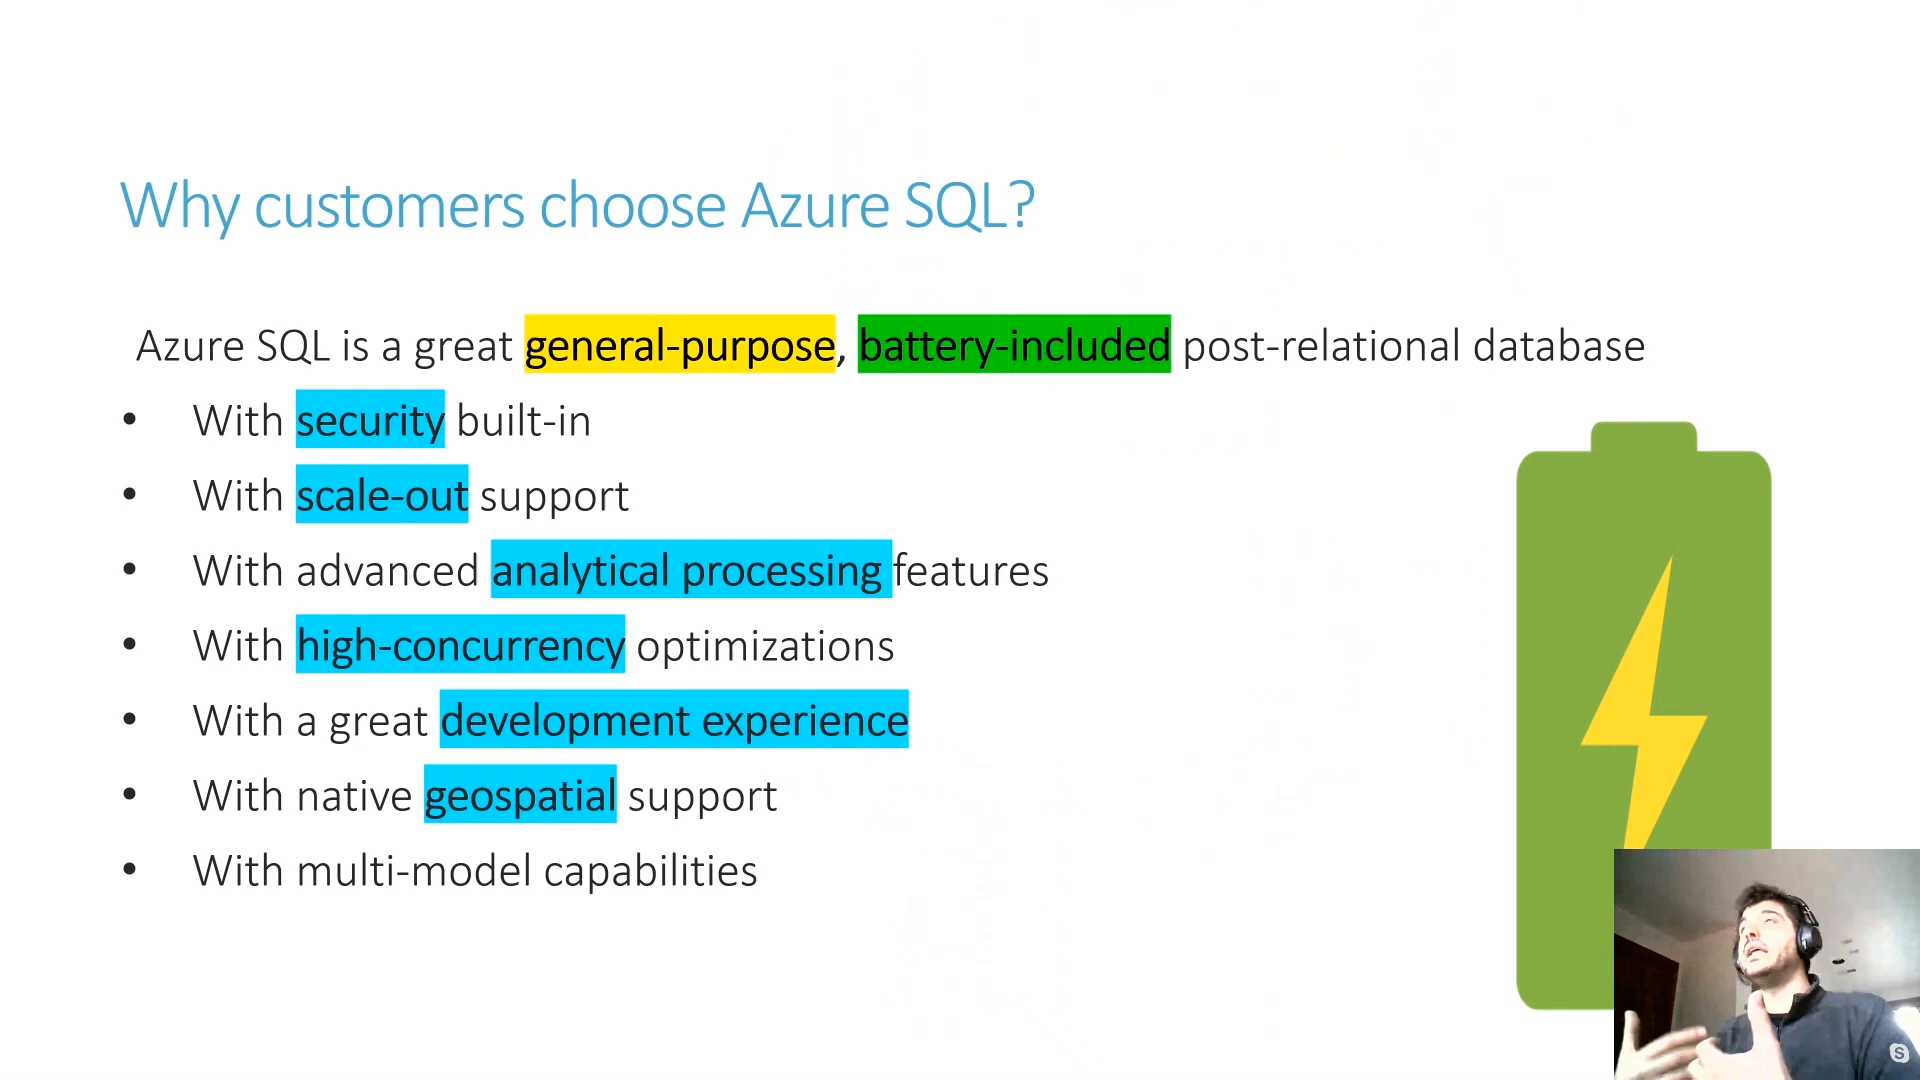 Why customers choose Azure SQL?
Azure SQL is a great general-purpose, battery-included post-relational database
• With security built-in
• With scale-out support
• With advanced analytical processing features
• With high-concurrency optimizations
• With a great development experience
• With native geospatial support
• With multi-model capabilities